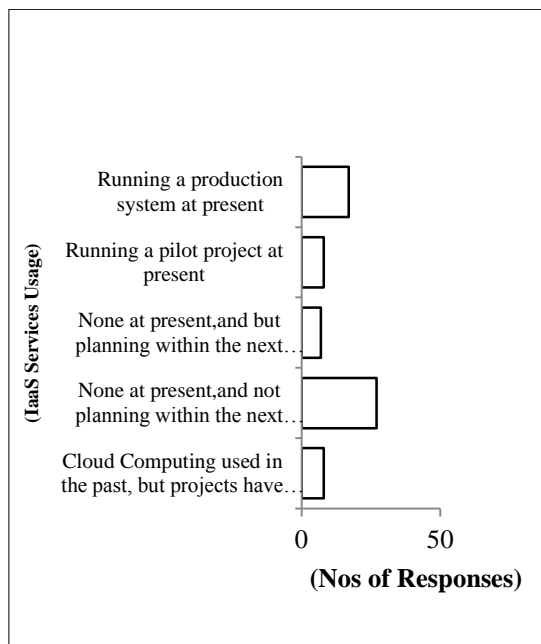 Running a production
system at present
Running a pilot project at
present
None at present,and but
planning within the next…
None at present,and not
planning within the next…
Cloud Computing used in
the past, but projects have…
(IaaS Services Usage)
0
50
(Nos of Responses)